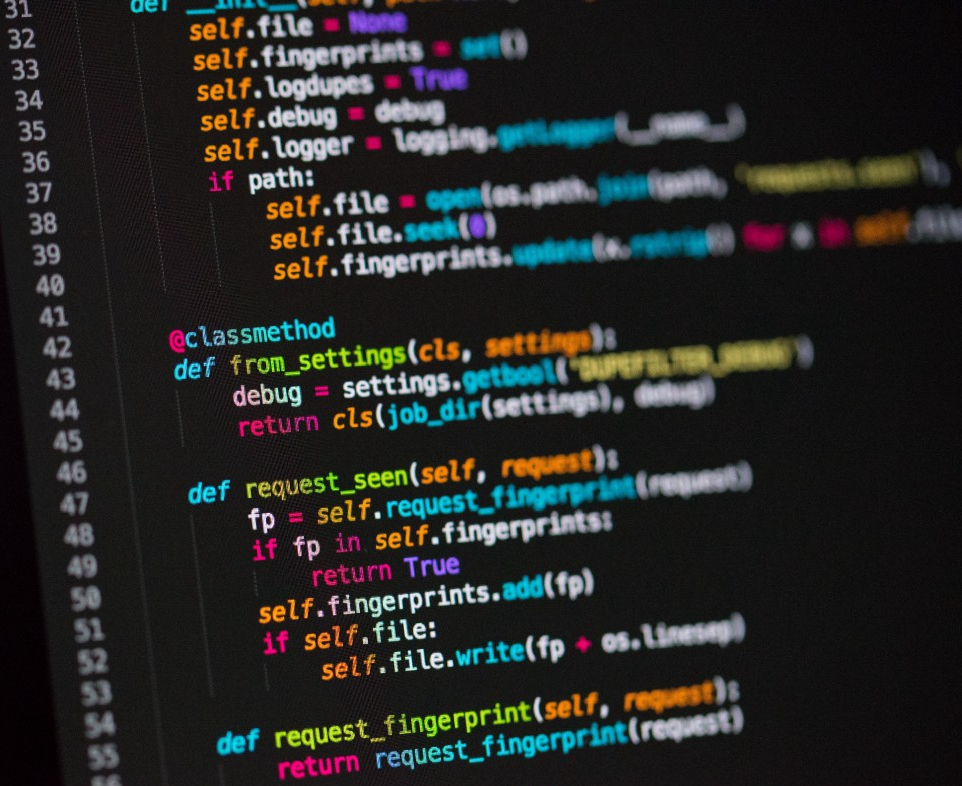 31 def __init__(self,
32 self.file = None
33 self.fingerprints = set()
34 self.logdupes = True
35 self.debug = debug
36 self.logger = logging.getLogger(__name__)
37 if path:
38 self.file = open(os.path.join(path, 'requests.seen'),
39 self.file.seek(0)
40 self.fingerprints.update(x.rstrip() for x in self.file
41
42 @classmethod
43 def from_settings(cls, settings):
44 debug = settings.getbool('DUPEFILTER_DEBUG')
45 return cls(job_dir(settings), debug)
46
47 def request_seen(self, request):
48 fp = self.request_fingerprint(request)
49 if fp in self.fingerprints:
50 return True
51 self.fingerprints.add(fp)
52 if self.file:
53 self.file.write(fp + os.linesep)
54
55 def request_fingerprint(self, request):
56 return request_fingerprint(request)